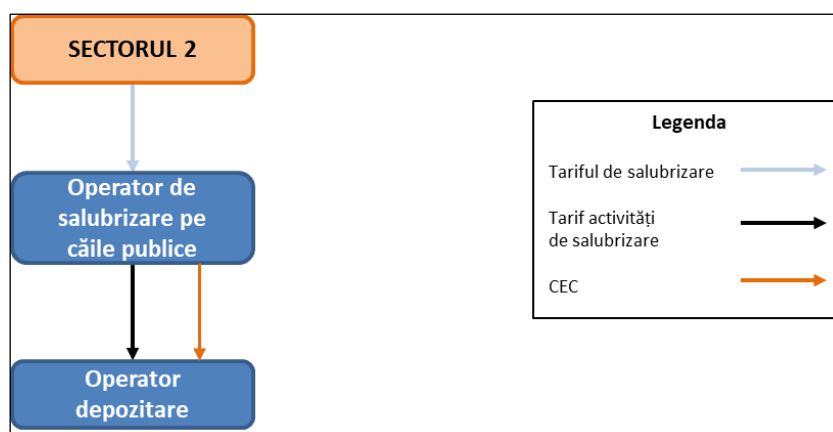 SECTORUL 2
Operator de
salubrizare pe
căile publice
Operator
depozitare
Legenda
Tariful de salubrizare
Tarif activități
de salubrizare
CEC